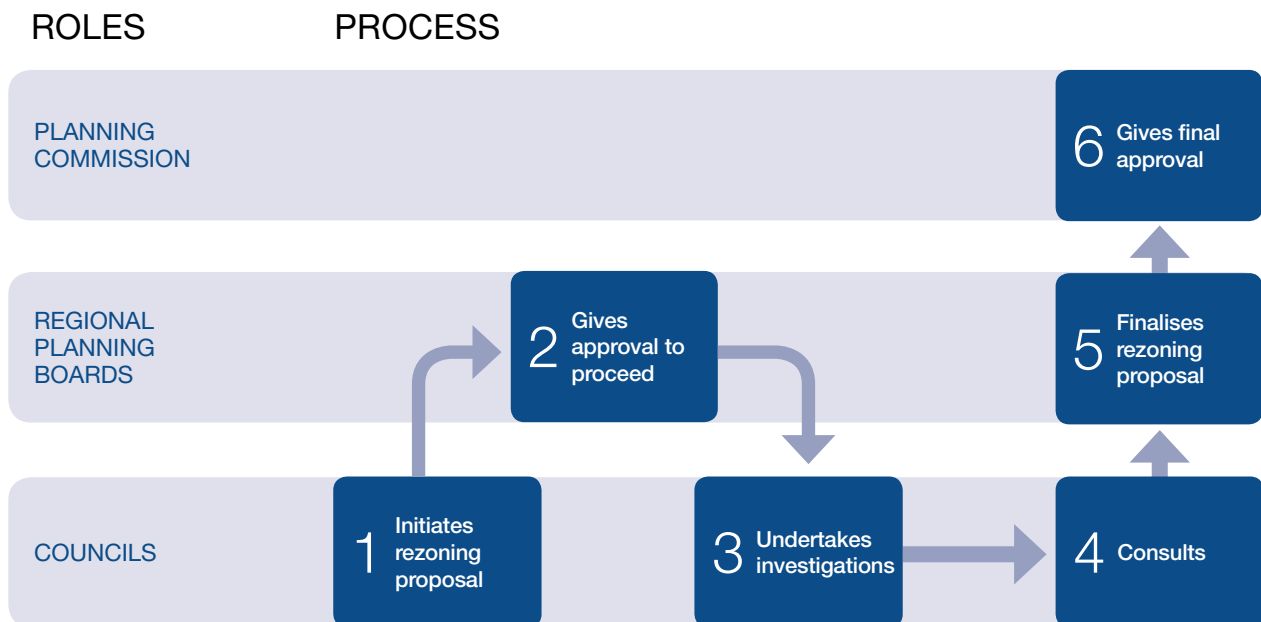 ROLES
PROCESS
PLANNING
COMMISSION
6
Gives final
approval
REGIONAL
PLANNING
BOARDS
2
Gives
approval to
proceed
5
Finalises
rezoning
proposal
COUNCILS
1
Initiates
rezoning
proposal
3
Undertakes
investigations
4
Consults